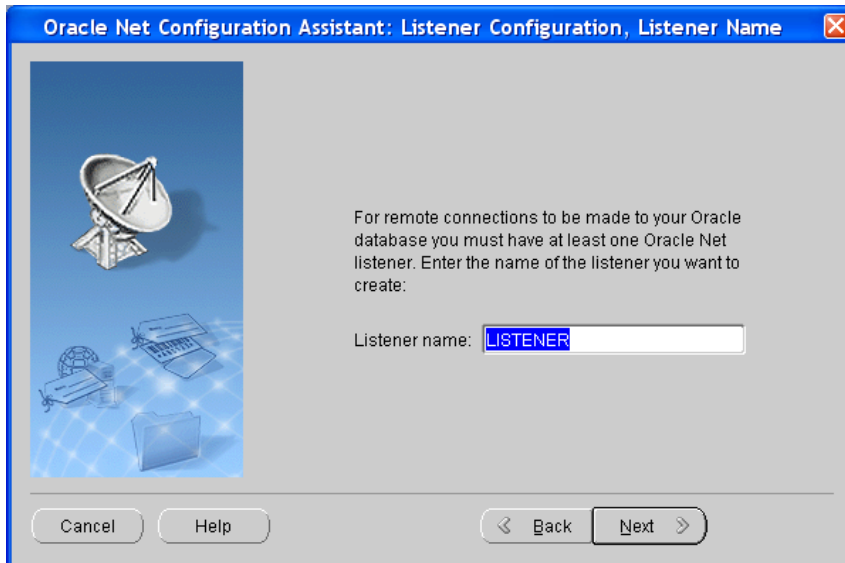 Oracle Net Configuration Assistant: Listener Configuration, Listener Name
For remote connections to be made to your Oracle
database you must have at least one Oracle Net
listener. Enter the name of the listener you want to
create:
Listener name: LISTENER
Cancel Help Back Next